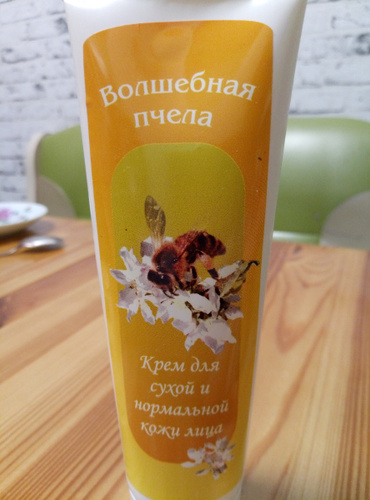 Волшебная
пчела
Крем для
сухой и
нормальной
кожи лица